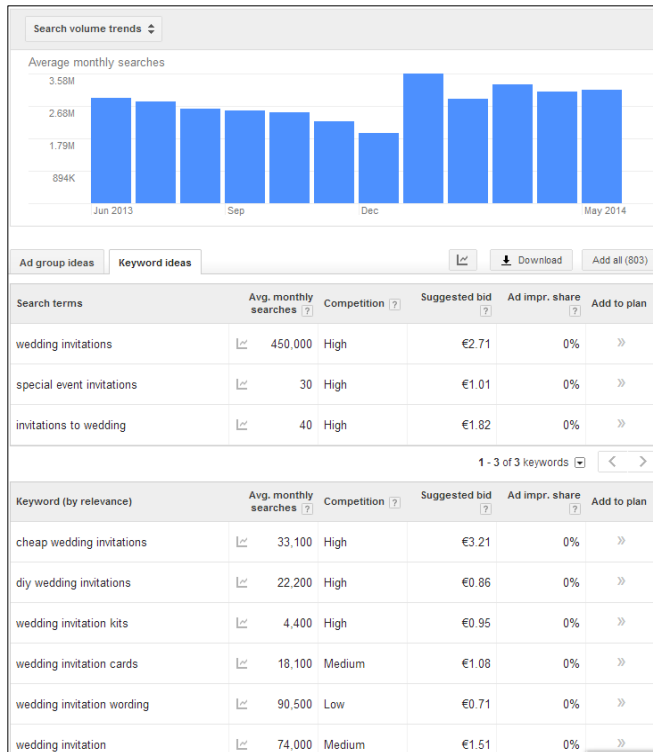 Search volume trends
Average monthly searches
3.58M
2.68M
1.79M
894K
Jun 2013 Sep Dec May 2014
Ad group ideas Keyword ideas Download Add all (803)
Search terms Avg. monthly searches ? Competition ? Suggested bid ? Ad impr. share ? Add to plan
wedding invitations 450,000 High €2.71 0% »
special event invitations 30 High €1.01 0% »
invitations to wedding 40 High €1.82 0% »
1 - 3 of 3 keywords
Keyword (by relevance) Avg. monthly searches ? Competition ? Suggested bid ? Ad impr. share ? Add to plan
cheap wedding invitations 33,100 High €3.21 0% »
diy wedding invitations 22,200 High €0.86 0% »
wedding invitation kits 4,400 High €0.95 0% »
wedding invitation cards 18,100 Medium €1.08 0% »
wedding invitation wording 90,500 Low €0.71 0% »
wedding invitation 74,000 Medium €1.51 0% »